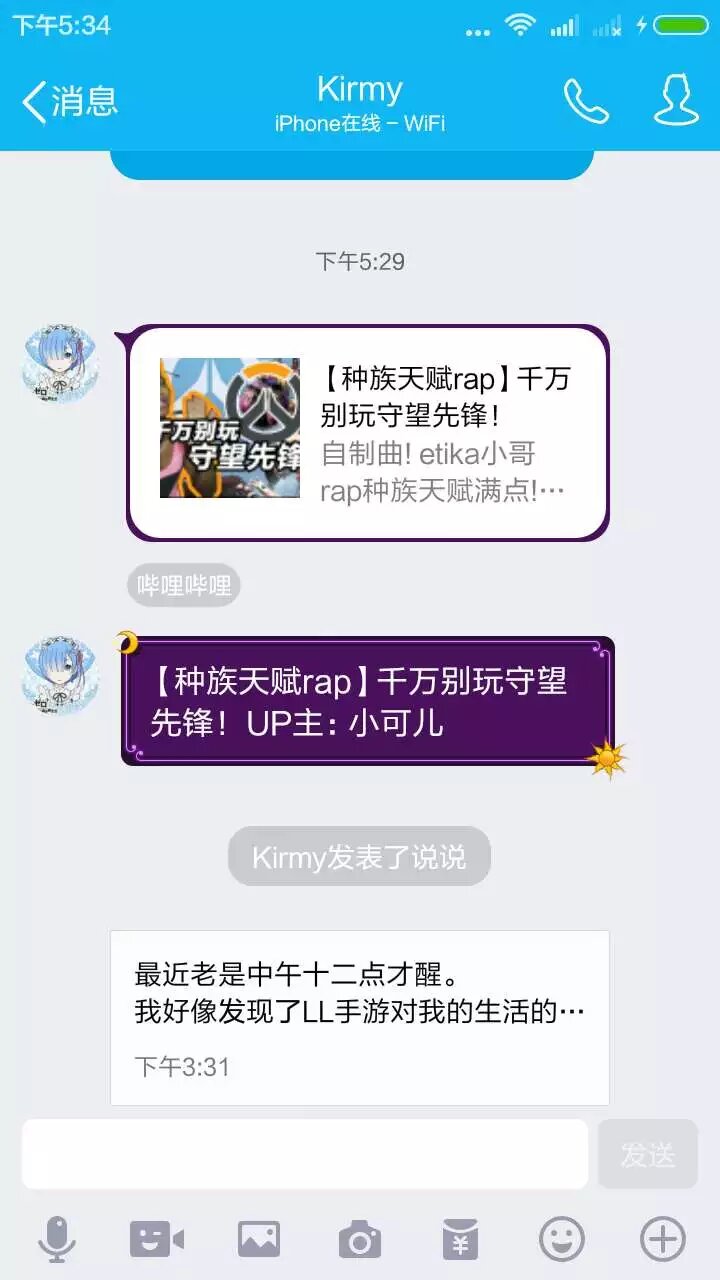 下午5:34
消息
Kirmy
iPhone在线 – WiFi
下午5:29
【种族天赋rap】千万
别玩守望先锋！
自制曲! etika小哥
rap种族天赋满点!…
千万别玩
守望先锋
哔哩哔哩
【种族天赋rap】千万别玩守望
先锋！UP主：小可儿
Kirmy发表了说说
最近老是中午十二点才醒。
我好像发现了LL手游对我的生活的…
下午3:31
发送